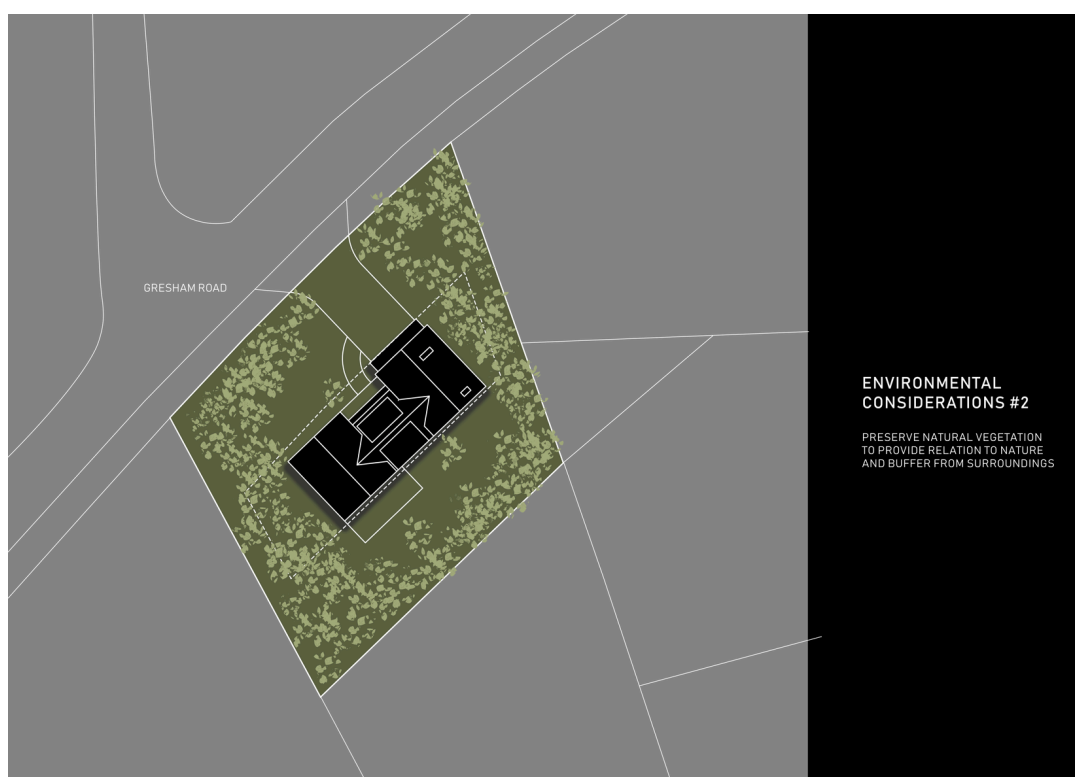 GRESHAM ROAD
ENVIRONMENTAL
CONSIDERATIONS #2
PRESERVE NATURAL VEGETATION
TO PROVIDE RELATION TO NATURE
AND BUFFER FROM SURROUNDINGS